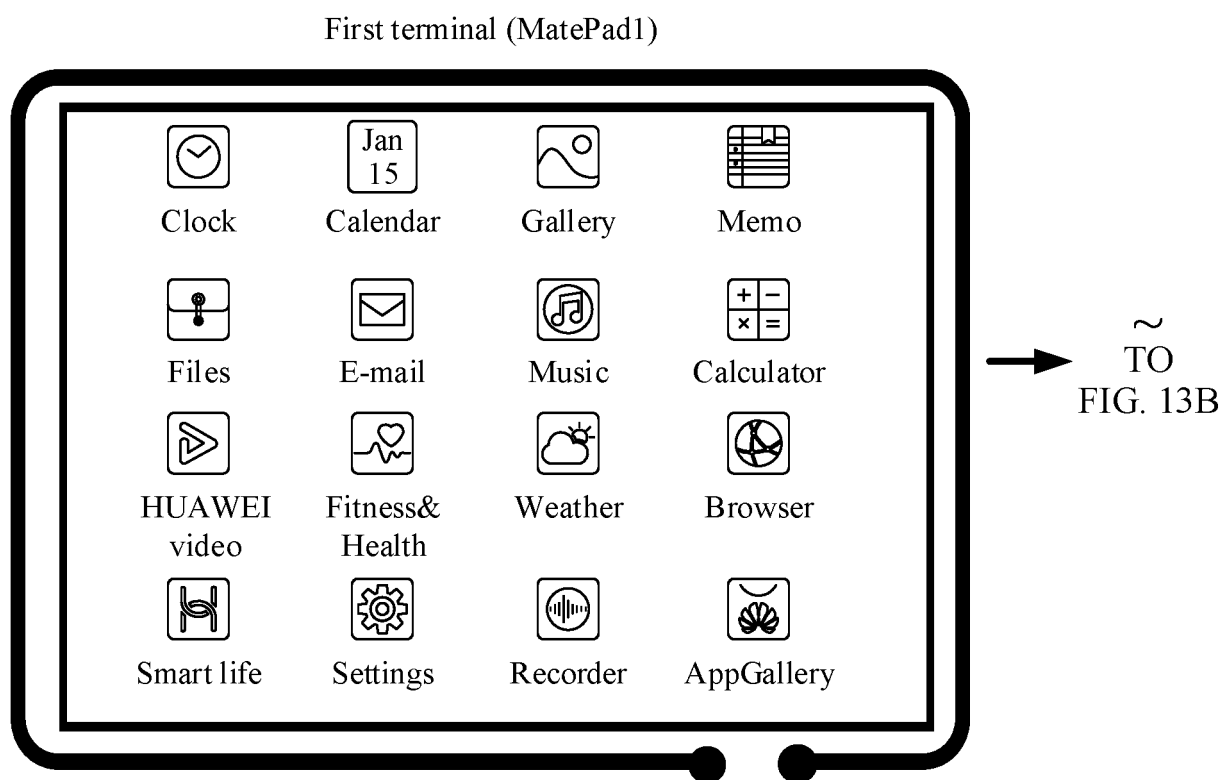 First terminal (MatePad1)
Jan
15
Clock Calendar Gallery Memo
+ −
× =
Files E-mail Music Calculator
~
TO
FIG. 13B
HUAWEI Fitness& Weather Browser
video Health
Smart life Settings Recorder AppGallery